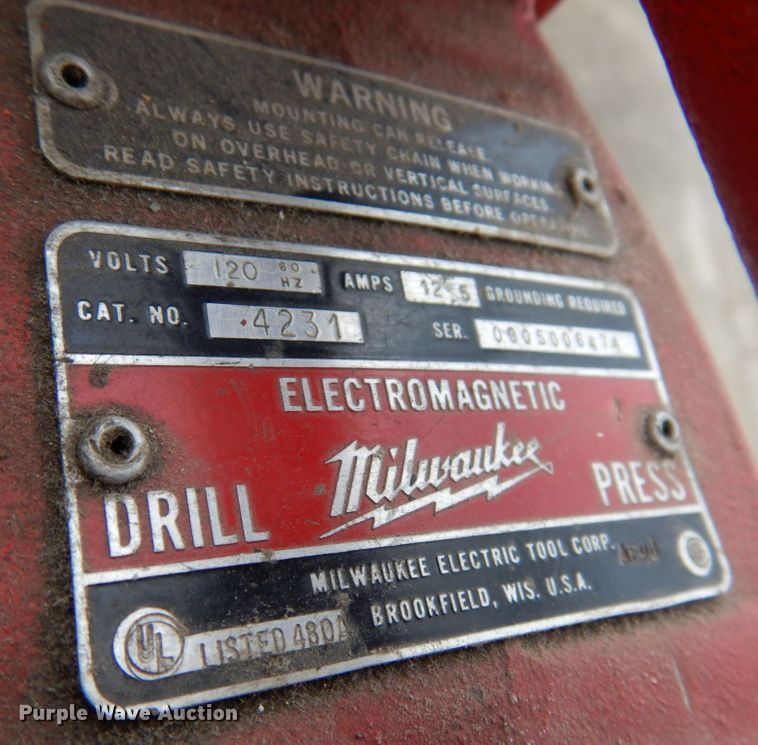 WARNING
MOUNTING CAN RELEASE.
ALWAYS USE SAFETY CHAIN WHEN WORKING
ON OVERHEAD OR VERTICAL SURFACES.
READ SAFETY INSTRUCTIONS BEFORE OPERATING
VOLTS 120 60 HZ AMPS 12.5 GROUNDING REQUIRED
CAT. NO. 4231 SER. 0005006474
ELECTROMAGNETIC
Milwaukee
DRILL PRESS
MILWAUKEE ELECTRIC TOOL CORP.
BROOKFIELD, WIS. U.S.A.
UL LISTED
Purple Wave Auction